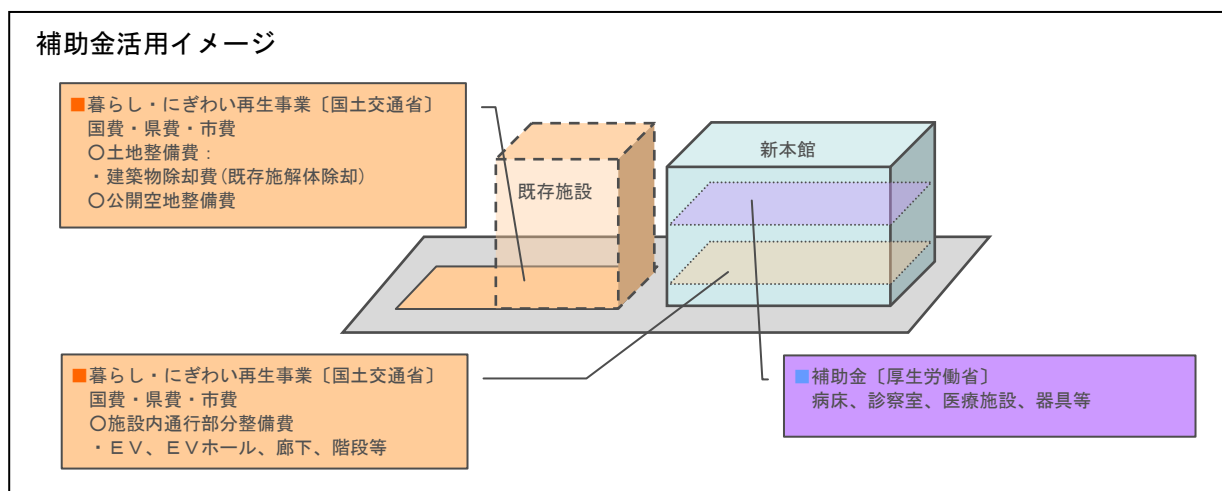 補助金活用イメージ
■暮らし・にぎわい再生事業〔国土交通省〕
国費・県費・市費
〇土地整備費：
・建築物除却費(既存施解体除却)
〇公開空地整備費
既存施設
新本館
■暮らし・にぎわい再生事業〔国土交通省〕
国費・県費・市費
〇施設内通行部分整備費
・ＥＶ、ＥＶホール、廊下、階段等
■補助金〔厚生労働省〕
病床、診察室、医療施設、器具等